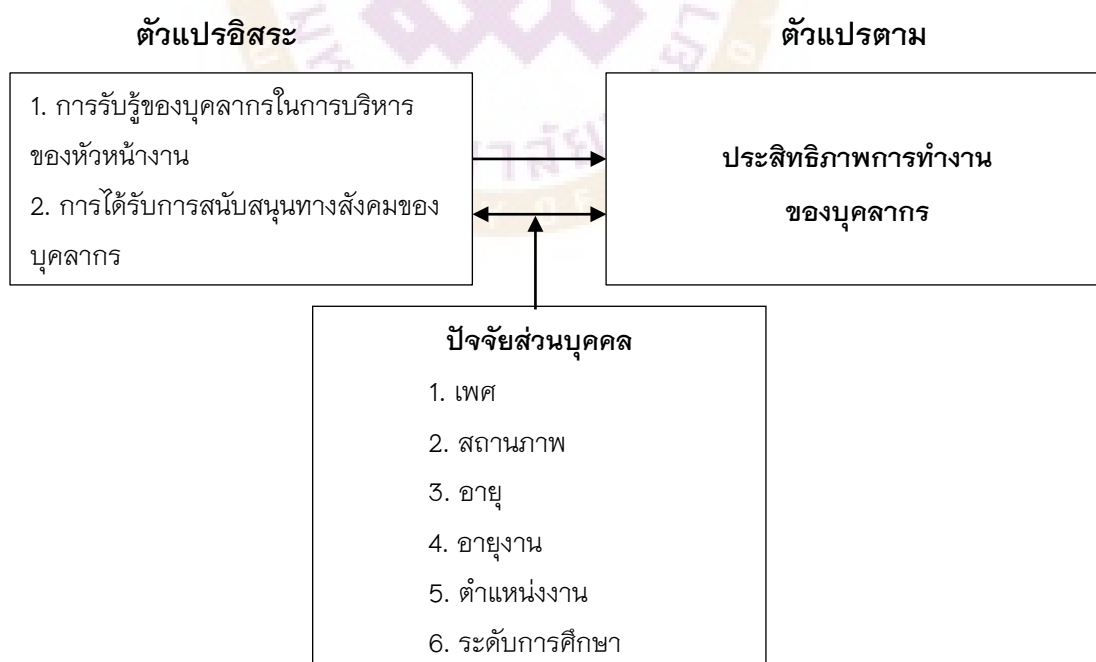 ตัวแปรอิสระ
ตัวแปรตาม
1. การรับรู้ของบุคลากรในการบริหาร
ของหัวหน้างาน
2. การได้รับการสนับสนุนทางสังคมของ
บุคลากร
ประสิทธิภาพการทำงาน
ของบุคลากร
ปัจจัยส่วนบุคคล
1. เพศ
2. สถานภาพ
3. อายุ
4. อายุงาน
5. ตำแหน่งงาน
6. ระดับการศึกษา